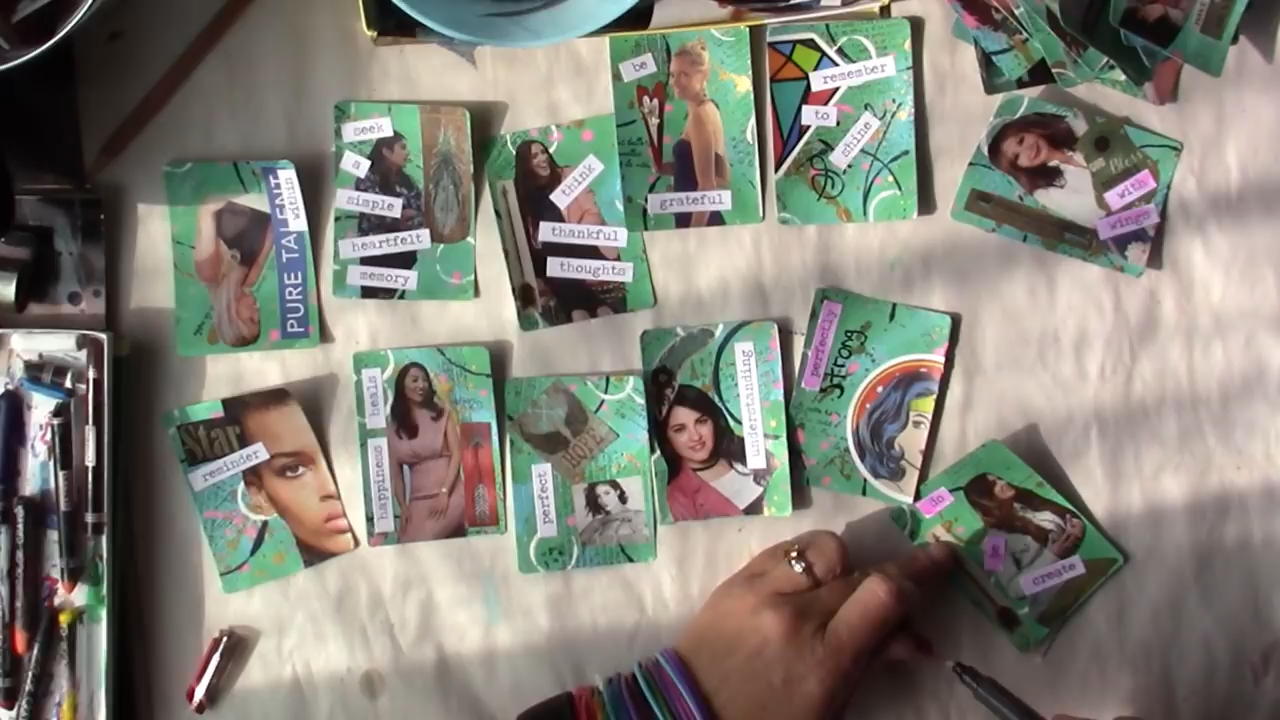 be
grateful
remember
to
shine
Bless
with
wings
seek
a
simple
heartfelt
memory
think
thankful
thoughts
PURE TALENT
within
Star
reminder
heals
happiness
HOPE
perfect
understanding
perfectly
Strong
do
create